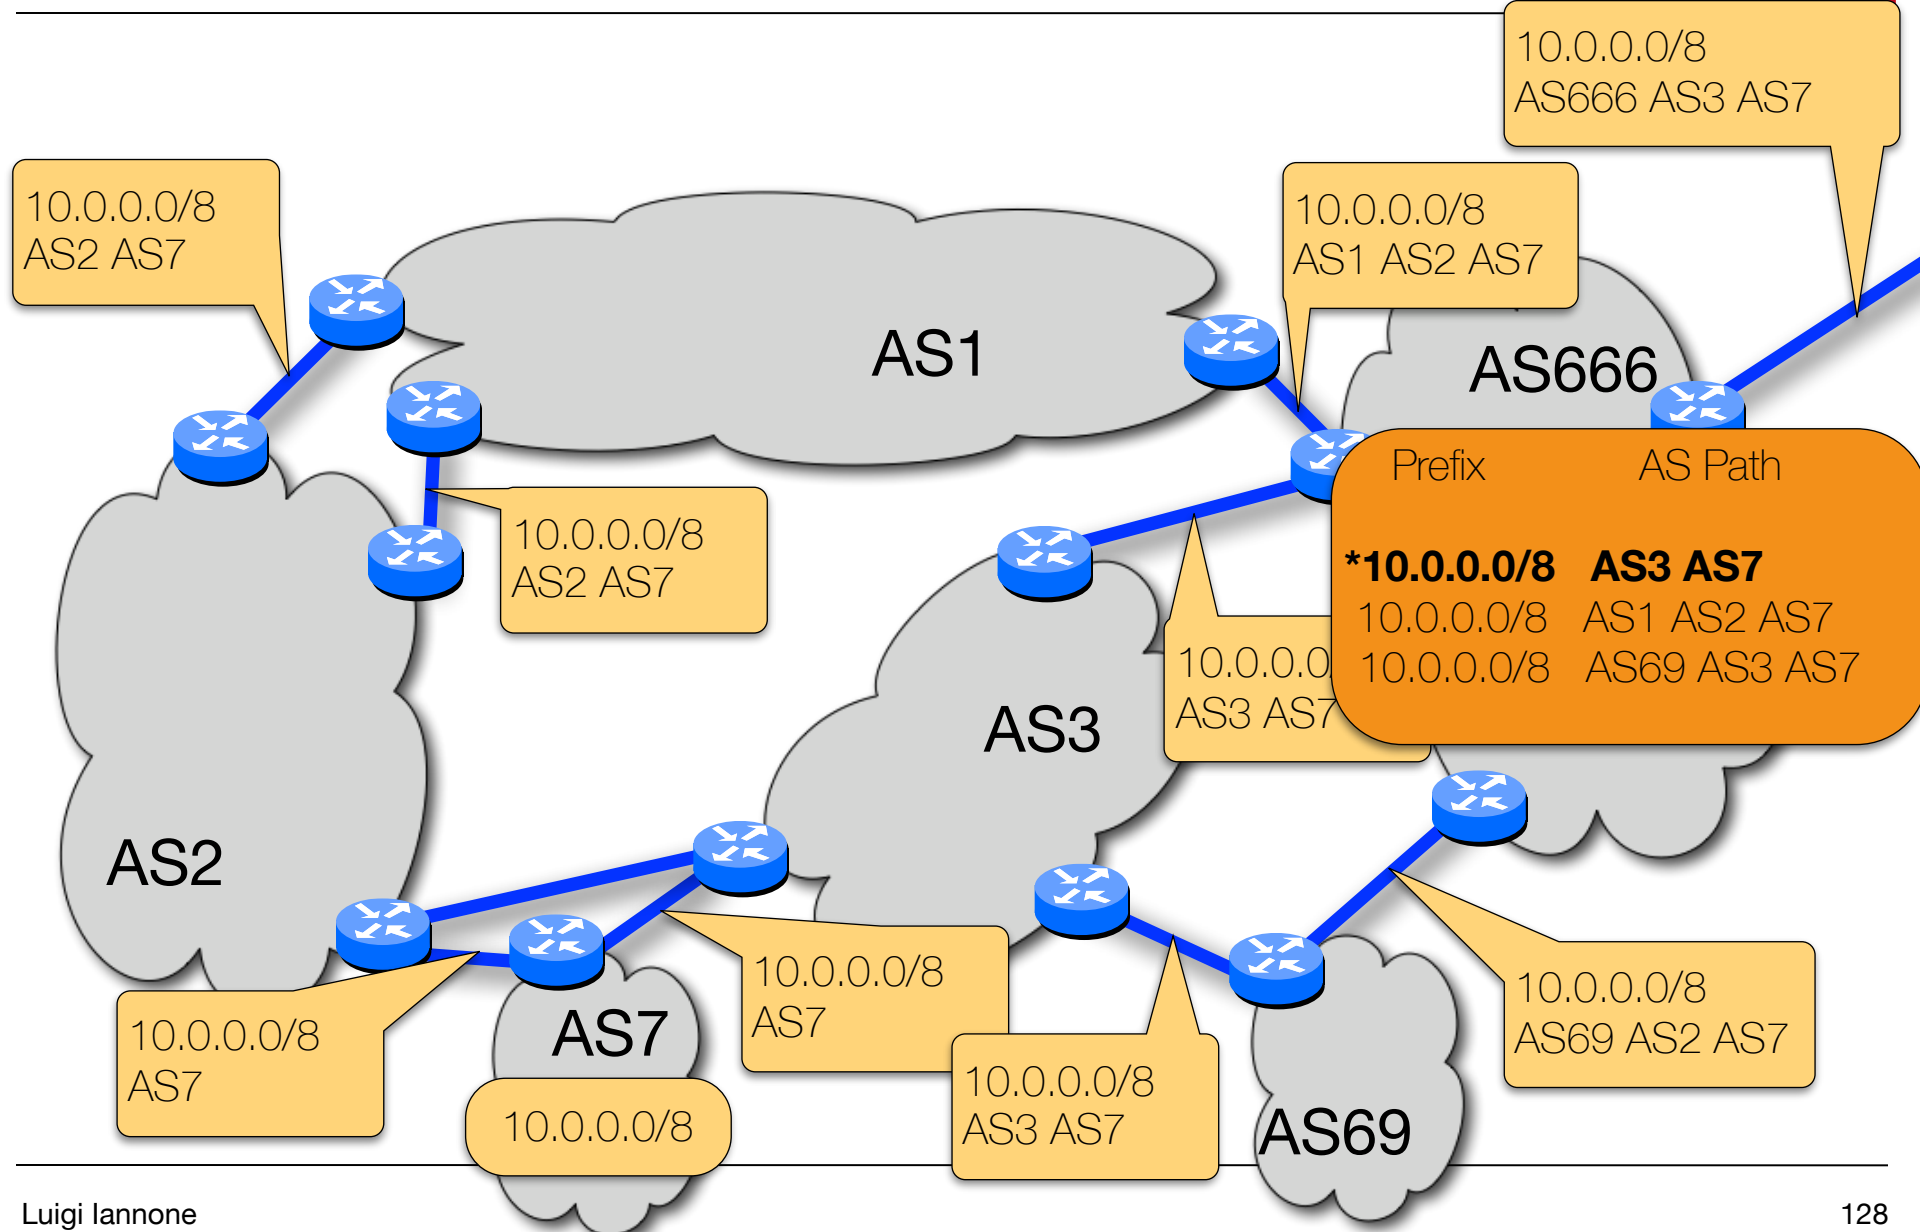 10.0.0.0/8
AS666 AS3 AS7
10.0.0.0/8
AS2 AS7
10.0.0.0/8
AS1 AS2 AS7
AS1
AS666
Prefix AS Path
*10.0.0.0/8 AS3 AS7
10.0.0.0/8 AS1 AS2 AS7
10.0.0.0/8 AS69 AS3 AS7
10.0.0.0/8
AS2 AS7
10.0.0.0/
AS3 AS7
AS3
AS2
10.0.0.0/8
AS7
AS7
10.0.0.0/8
10.0.0.0/8
AS7
10.0.0.0/8
AS3 AS7
10.0.0.0/8
AS69 AS2 AS7
AS69
Luigi Iannone
128